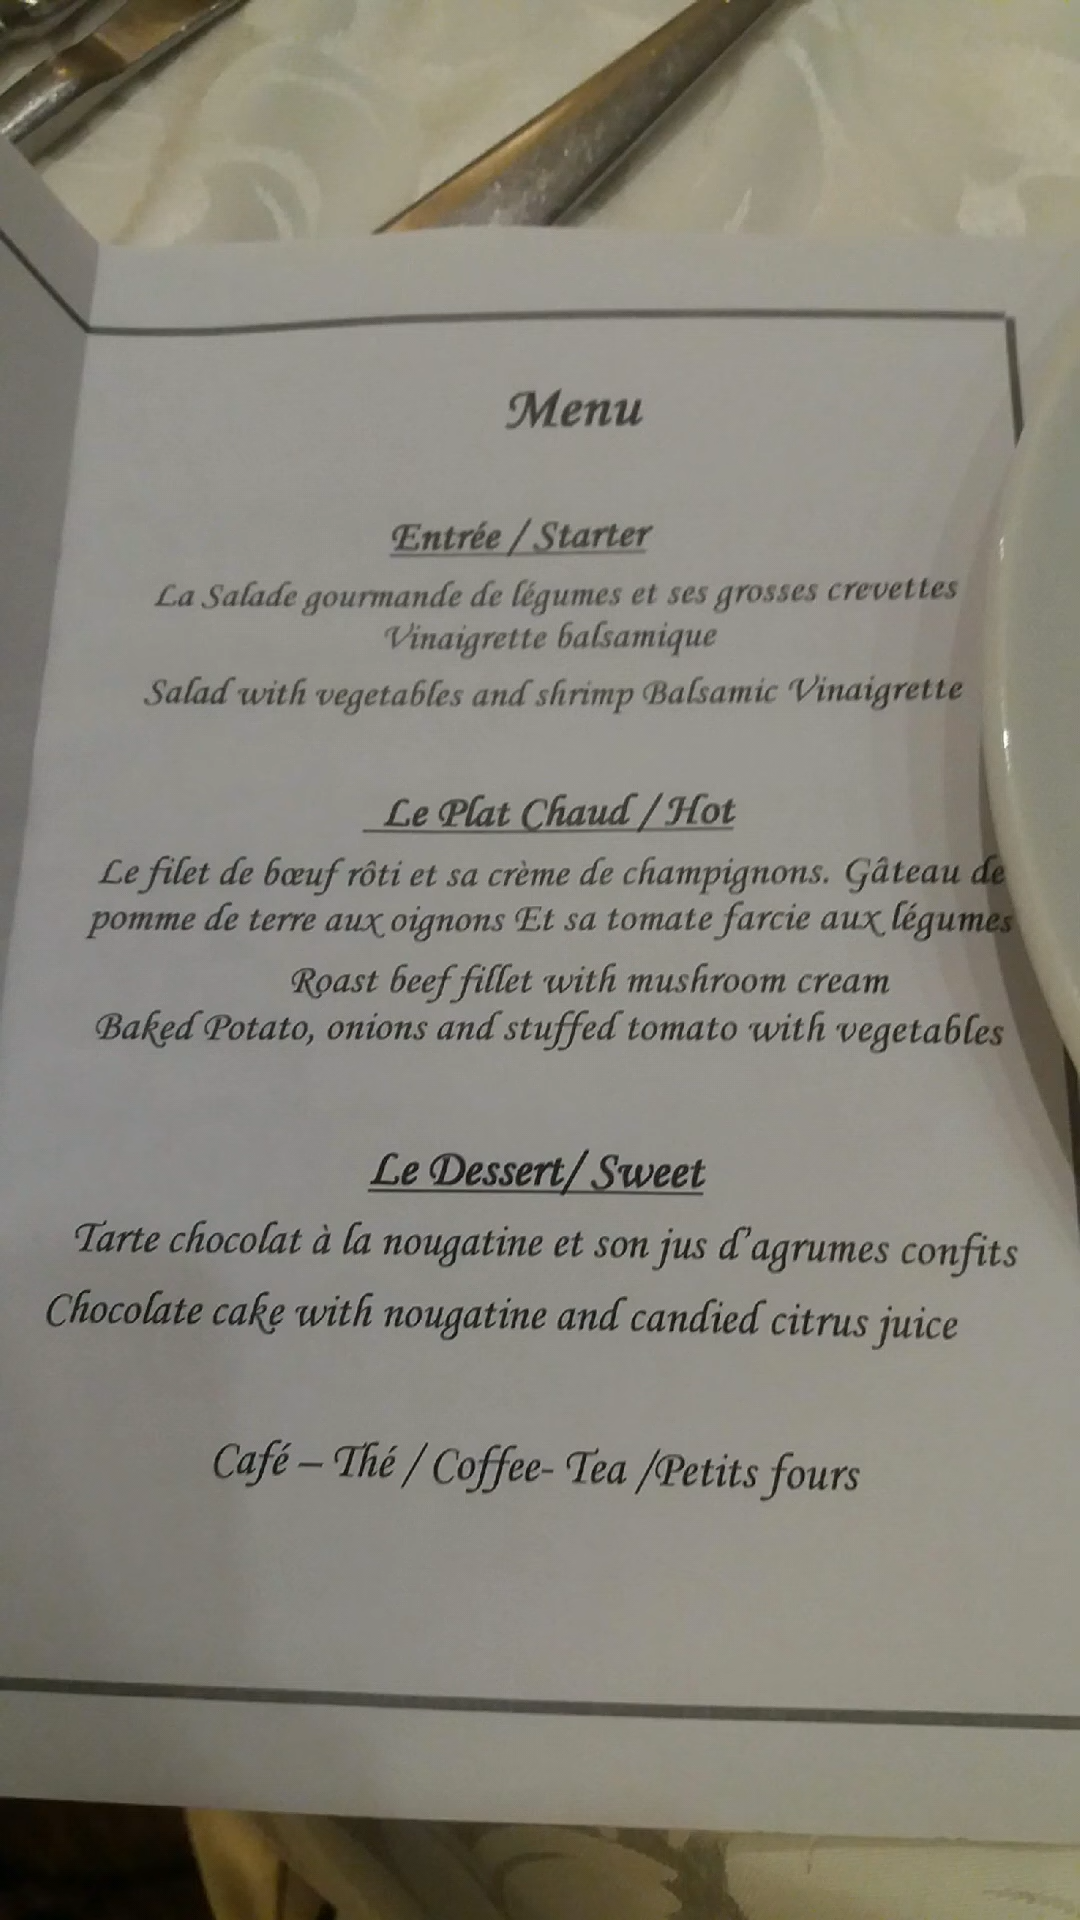 Menu
Entrée / Starter
La Salade gourmande de légumes et ses grosses crevettes
Vinaigrette balsamique
Salad with vegetables and shrimp Balsamic Vinaigrette
Le Plat Chaud / Hot
Le filet de bœuf rôti et sa crème de champignons. Gâteau de
pomme de terre aux oignons Et sa tomate farcie aux légumes
Roast beef fillet with mushroom cream
Baked Potato, onions and stuffed tomato with vegetables
Le Dessert/ Sweet
Tarte chocolat à la nougatine et son jus d'agrumes confits
Chocolate cake with nougatine and candied citrus juice
Café – Thé / Coffee- Tea /Petits fours